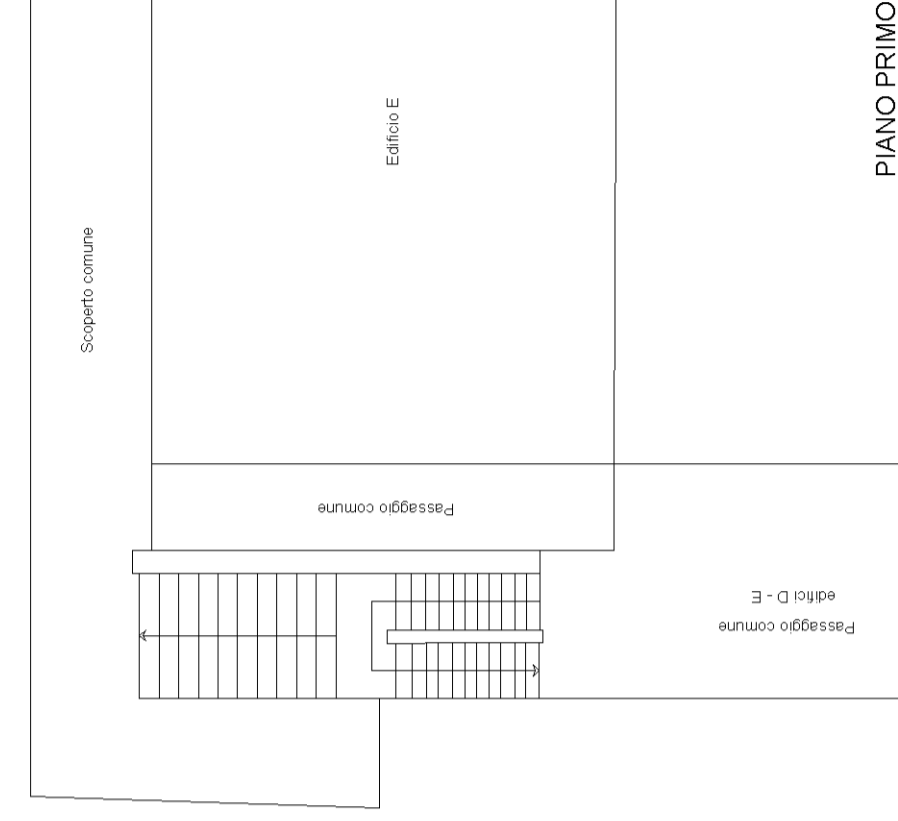 PIANO PRIMO
Edificio E
Scoperto comune
Passaggio comune
Passaggio comune
edifici D - E